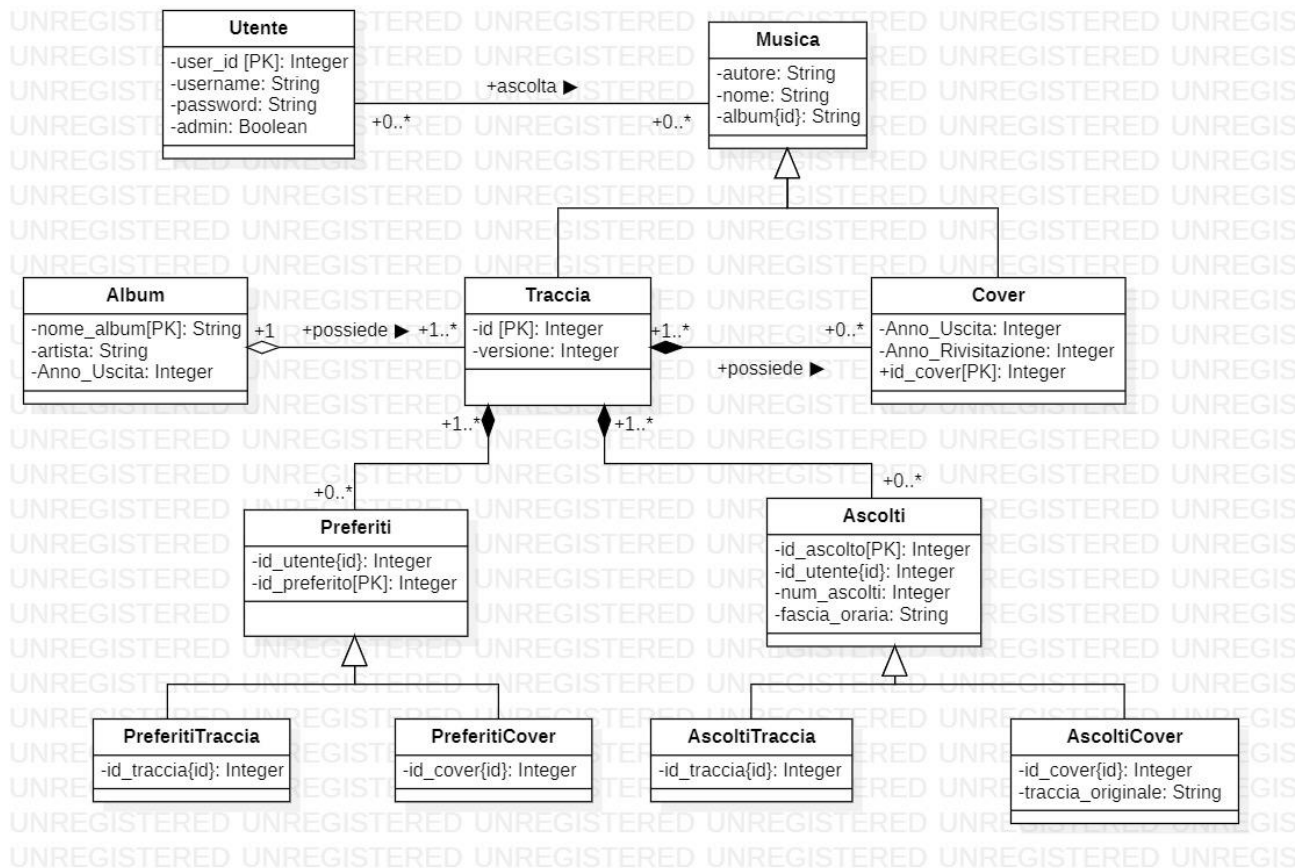 Utente
-user_id [PK]: Integer
-username: String
-password: String
-admin: Boolean
+ascolta ▶
+0..*
+0..*
Musica
-autore: String
-nome: String
-album{id}: String
Album
-nome_album[PK]: String
-artista: String
-Anno_Uscita: Integer
+1
+possiede ▶
+1..*
Traccia
-id [PK]: Integer
-versione: Integer
+1..*
+possiede ▶
+0..*
Cover
-Anno_Uscita: Integer
-Anno_Rivisitazione: Integer
+id_cover[PK]: Integer
+1..*
+1..*
+0..*
+0..*
Preferiti
-id_utente{id}: Integer
-id_preferito[PK]: Integer
Ascolti
-id_ascolto[PK]: Integer
-id_utente{id}: Integer
-num_ascolti: Integer
-fascia_oraria: String
PreferitiTraccia
-id_traccia{id}: Integer
PreferitiCover
-id_cover{id}: Integer
AscoltiTraccia
-id_traccia{id}: Integer
AscoltiCover
-id_cover{id}: Integer
-traccia_originale: String
UNREGISTERED